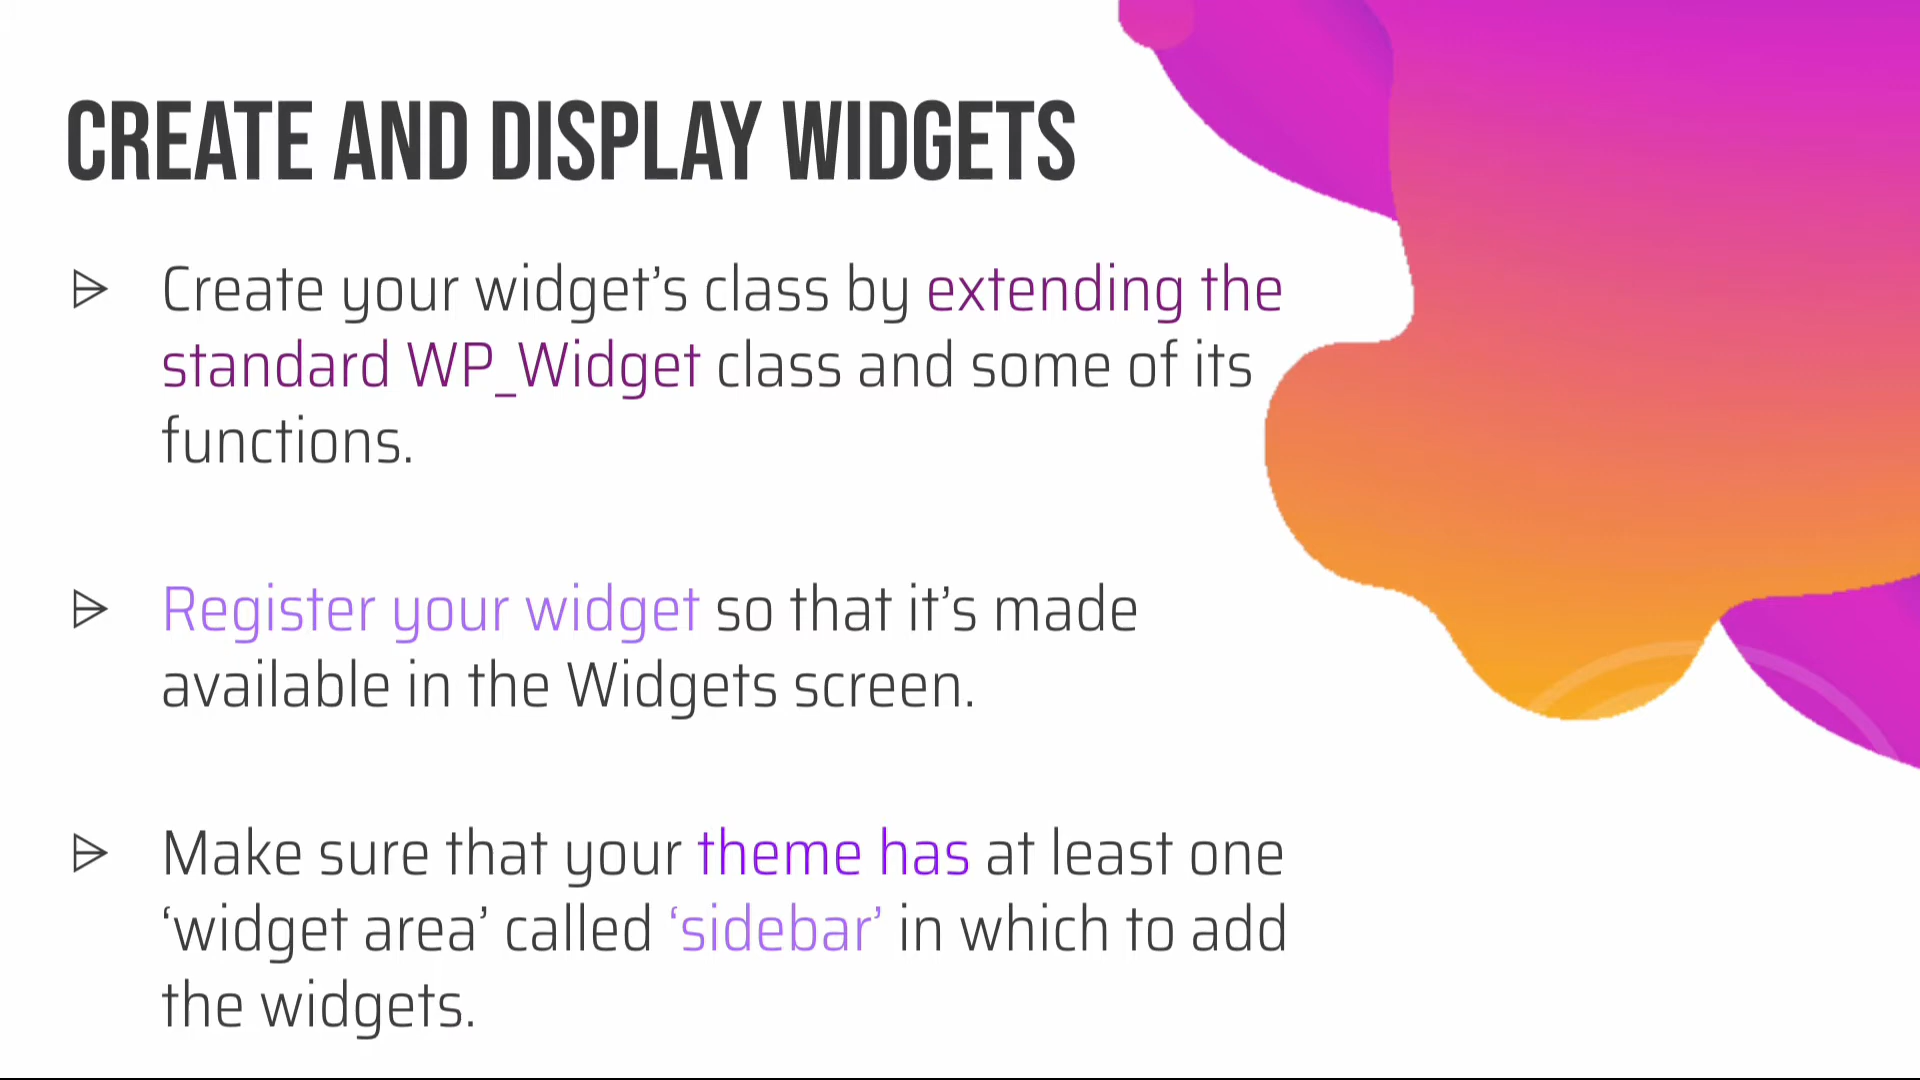 CREATE AND DISPLAY WIDGETS
Create your widget’s class by extending the
standard WP_Widget class and some of its
functions.
Register your widget so that it’s made
available in the Widgets screen.
Make sure that your theme has at least one
‘widget area’ called ‘sidebar’ in which to add
the widgets.